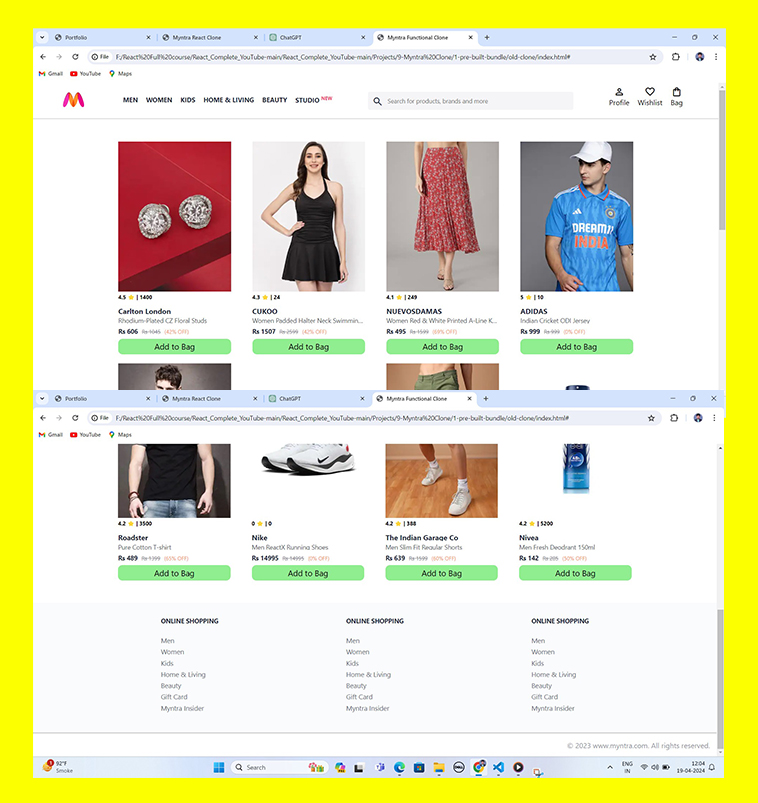 Portfolio
Myntra React Clone
ChatGPT
Myntra Functional Clone
File
F:/React%20Full%20course/React_Complete_YouTube-main/React_Complete_YouTube-main/Projects/9-Myntra%20Clone/1-pre-built-bundle/old-clone/index.html#
Gmail YouTube Maps
MEN WOMEN KIDS HOME & LIVING BEAUTY STUDIO NEW
Search for products, brands and more
Profile Wishlist Bag
DREAM11
INDIA
4.5 ⭐ | 1400
Carlton London
Rhodium-Plated CZ Floral Studs
Rs 606 Rs 1045 (42% OFF)
Add to Bag
4.3 ⭐ | 24
CUKOO
Women Padded Halter Neck Swimmin...
Rs 1507 Rs 2599 (42% OFF)
Add to Bag
4.1 ⭐ | 249
NUEVOSDAMAS
Women Red & White Printed A-Line K...
Rs 495 Rs 1599 (69% OFF)
Add to Bag
5 ⭐ | 10
ADIDAS
Indian Cricket ODI Jersey
Rs 999 Rs 999 (0% OFF)
Add to Bag
Portfolio
Myntra React Clone
ChatGPT
Myntra Functional Clone
File
F:/React%20Full%20course/React_Complete_YouTube-main/React_Complete_YouTube-main/Projects/9-Myntra%20Clone/1-pre-built-bundle/old-clone/index.html#
Gmail YouTube Maps
4.2 ⭐ | 3500
Roadster
Pure Cotton T-shirt
Rs 489 Rs 1399 (65% OFF)
Add to Bag
0 ⭐ | 0
Nike
Men ReactX Running Shoes
Rs 14995 Rs 14995 (0% OFF)
Add to Bag
4.2 ⭐ | 388
The Indian Garage Co
Men Slim Fit Regular Shorts
Rs 639 Rs 1599 (60% OFF)
Add to Bag
4.2 ⭐ | 5200
Nivea
Men Fresh Deodrant 150ml
Rs 142 Rs 285 (50% OFF)
Add to Bag
ONLINE SHOPPING
Men
Women
Kids
Home & Living
Beauty
Gift Card
Myntra Insider
ONLINE SHOPPING
Men
Women
Kids
Home & Living
Beauty
Gift Card
Myntra Insider
ONLINE SHOPPING
Men
Women
Kids
Home & Living
Beauty
Gift Card
Myntra Insider
© 2023 www.myntra.com. All rights reserved.
92°F
Smoke
Search
ENG
IN
12:04
19-04-2024